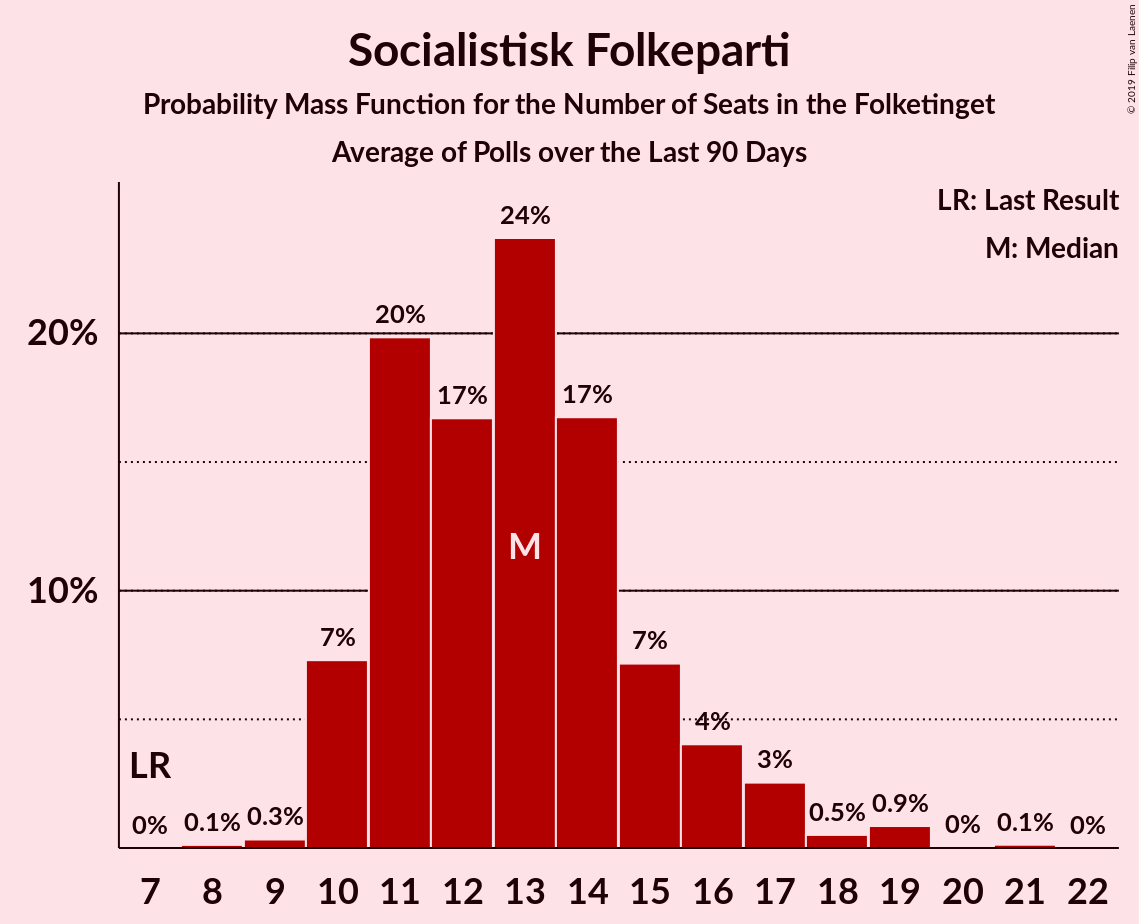 Socialistisk Folkeparti
Probability Mass Function for the Number of Seats in the Folketinget
Average of Polls over the Last 90 Days
© 2019 Filip van Laenen
LR: Last Result
M: Median
24%
20%
20%
17%
17%
M
10%
7%
7%
4%
LR
3%
0%
0.1%
0.3%
0.5%
0.9%
0%
0.1%
0%
7 8 9 10 11 12 13 14 15 16 17 18 19 20 21 22